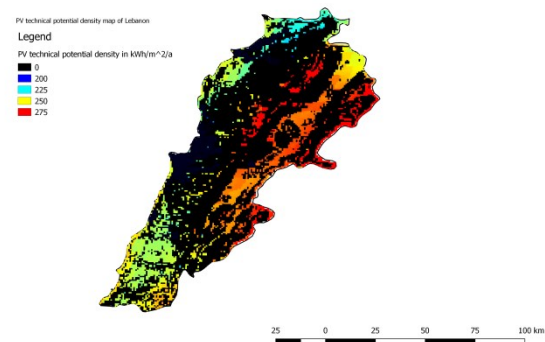 PV technical potential density map of Lebanon
Legend
PV technical potential density in kWh/m^2/a
0
200
225
250
275
25 0 25 50 75 100 km